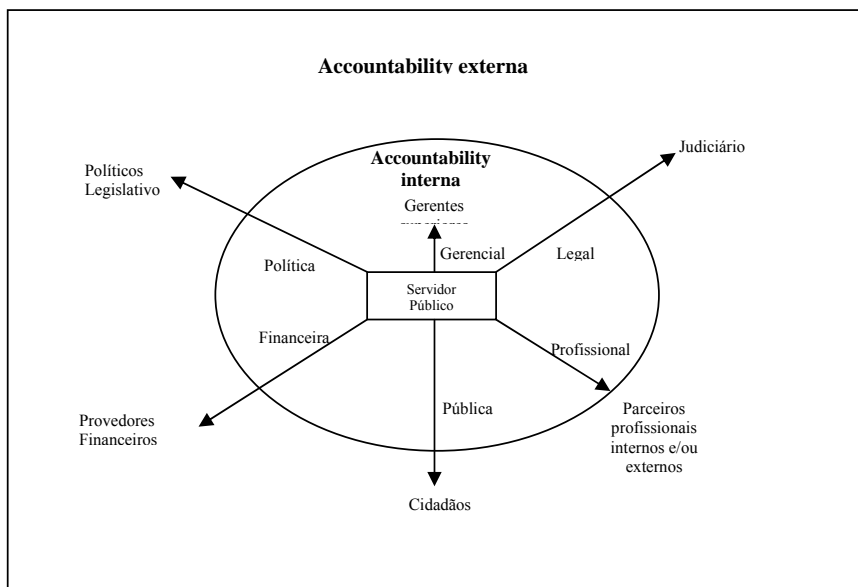 Accountability externa
Accountability
interna
Gerentes
Judiciário
Políticos
Legislativo
Política
Gerencial
Legal
Servidor
Público
Financeira
Profissional
Pública
Provedores
Financeiros
Parceiros
profissionais
internos e/ou
externos
Cidadãos